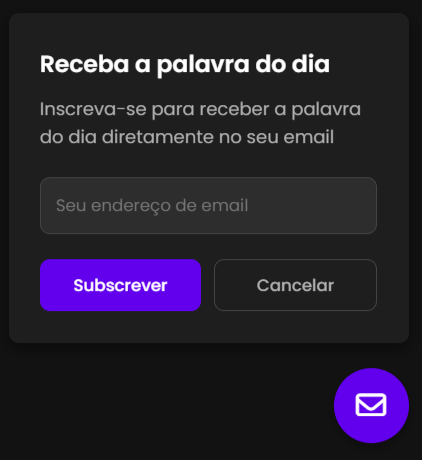 Receba a palavra do dia
Inscreva-se para receber a palavra
do dia diretamente no seu email
Seu endereço de email
Subscrever
Cancelar